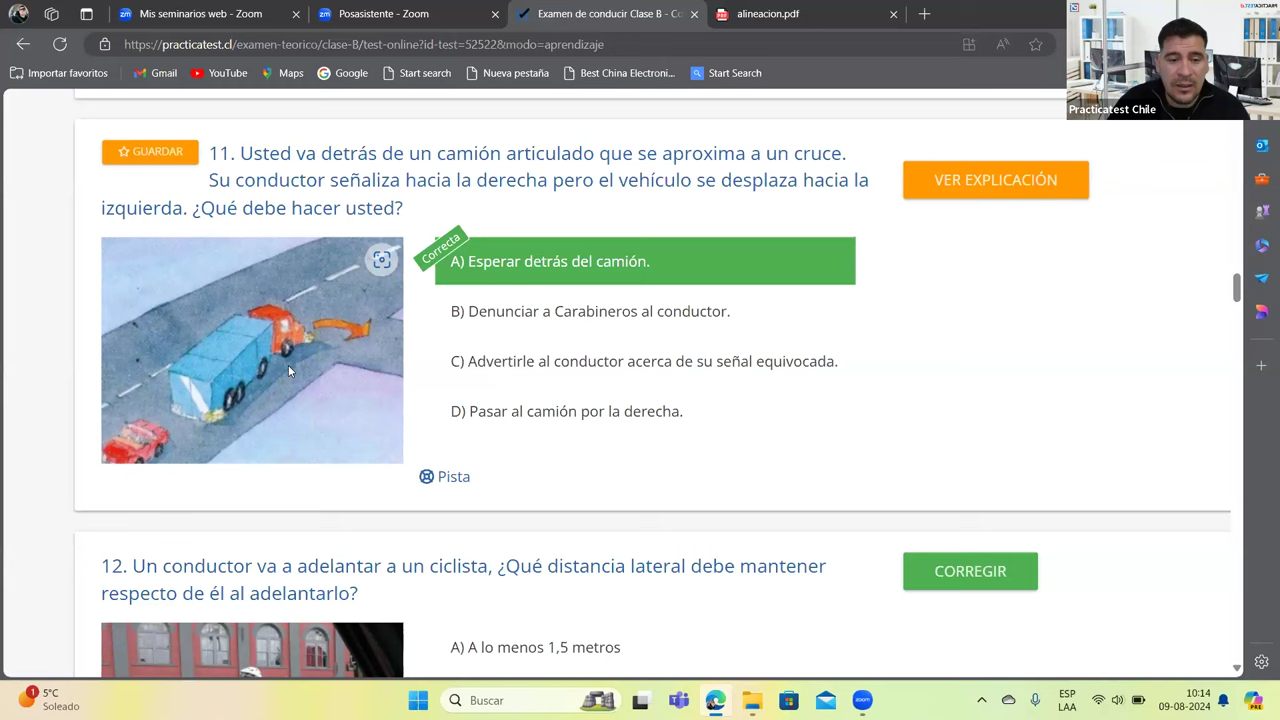 Mis seminarios web - Zoom
Posasistente - Zoom
Examen de conducir Clase B - Co
alineacion.pdf
https://practicatest.cl/examen-teorico/clase-B/test-online?id-test=52522&modo=aprendizaje
Importar favoritos
Gmail
YouTube
Maps
Google
Start search
Nueva pestaña
Best China Electroni...
Start Search
Practicatest Chile
GUARDAR
11. Usted va detrás de un camión articulado que se aproxima a un cruce.
Su conductor señaliza hacia la derecha pero el vehículo se desplaza hacia la
izquierda. ¿Qué debe hacer usted?
VER EXPLICACIÓN
Correcta
A) Esperar detrás del camión.
B) Denunciar a Carabineros al conductor.
C) Advertirle al conductor acerca de su señal equivocada.
D) Pasar al camión por la derecha.
Pista
12. Un conductor va a adelantar a un ciclista, ¿Qué distancia lateral debe mantener
respecto de él al adelantarlo?
CORREGIR
A) A lo menos 1,5 metros
1
5°C
Soleado
Buscar
zoom
ESP
LAA
10:14
09-08-2024
PRE